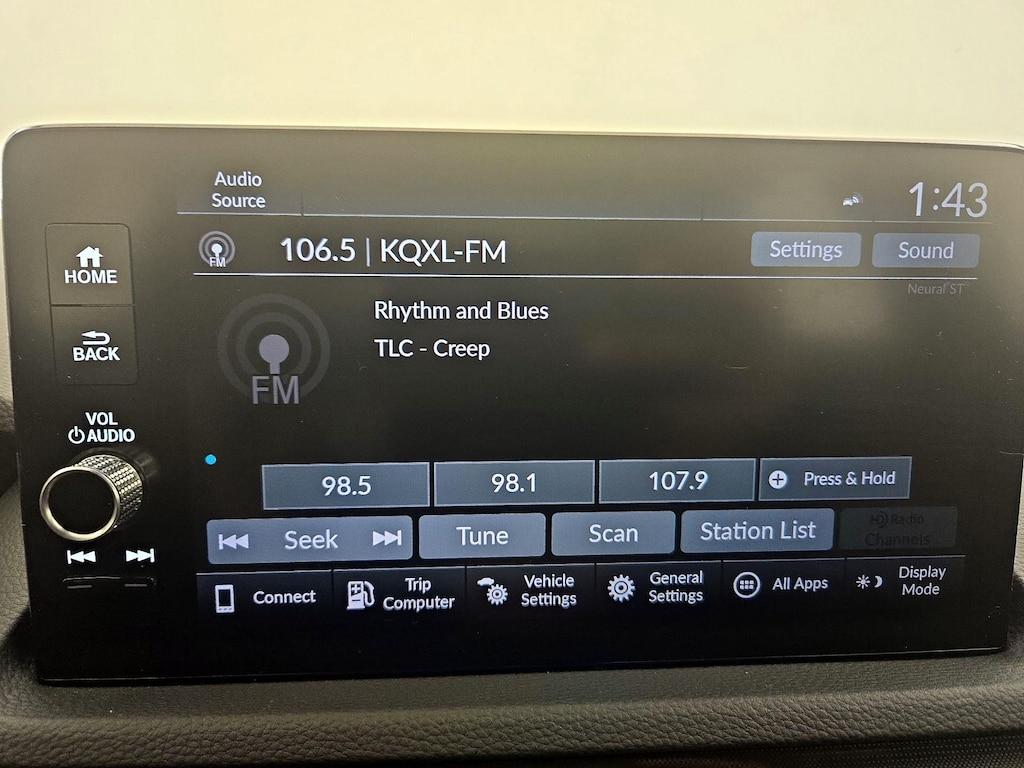 Audio
Source
1:43
FM
106.5 | KQXL-FM
Settings
Sound
Neural ST
HOME
BACK
VOL
AUDIO
Rhythm and Blues
TLC - Creep
FM
98.5
98.1
107.9
Press & Hold
Seek
Tune
Scan
Station List
HD Radio
Channels
Connect
Trip
Computer
Vehicle
Settings
General
Settings
All Apps
Display
Mode